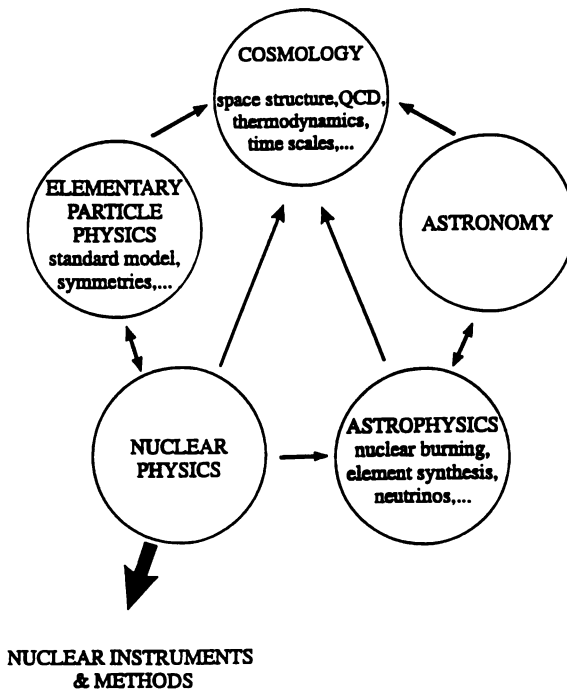 COSMOLOGY
space structure,QCD,
thermodynamics,
time scales,...
ELEMENTARY
PARTICLE
PHYSICS
standard model,
symmetries,...
ASTRONOMY
NUCLEAR
PHYSICS
ASTROPHYSICS
nuclear burning,
element synthesis,
neutrinos,...
NUCLEAR INSTRUMENTS
& METHODS